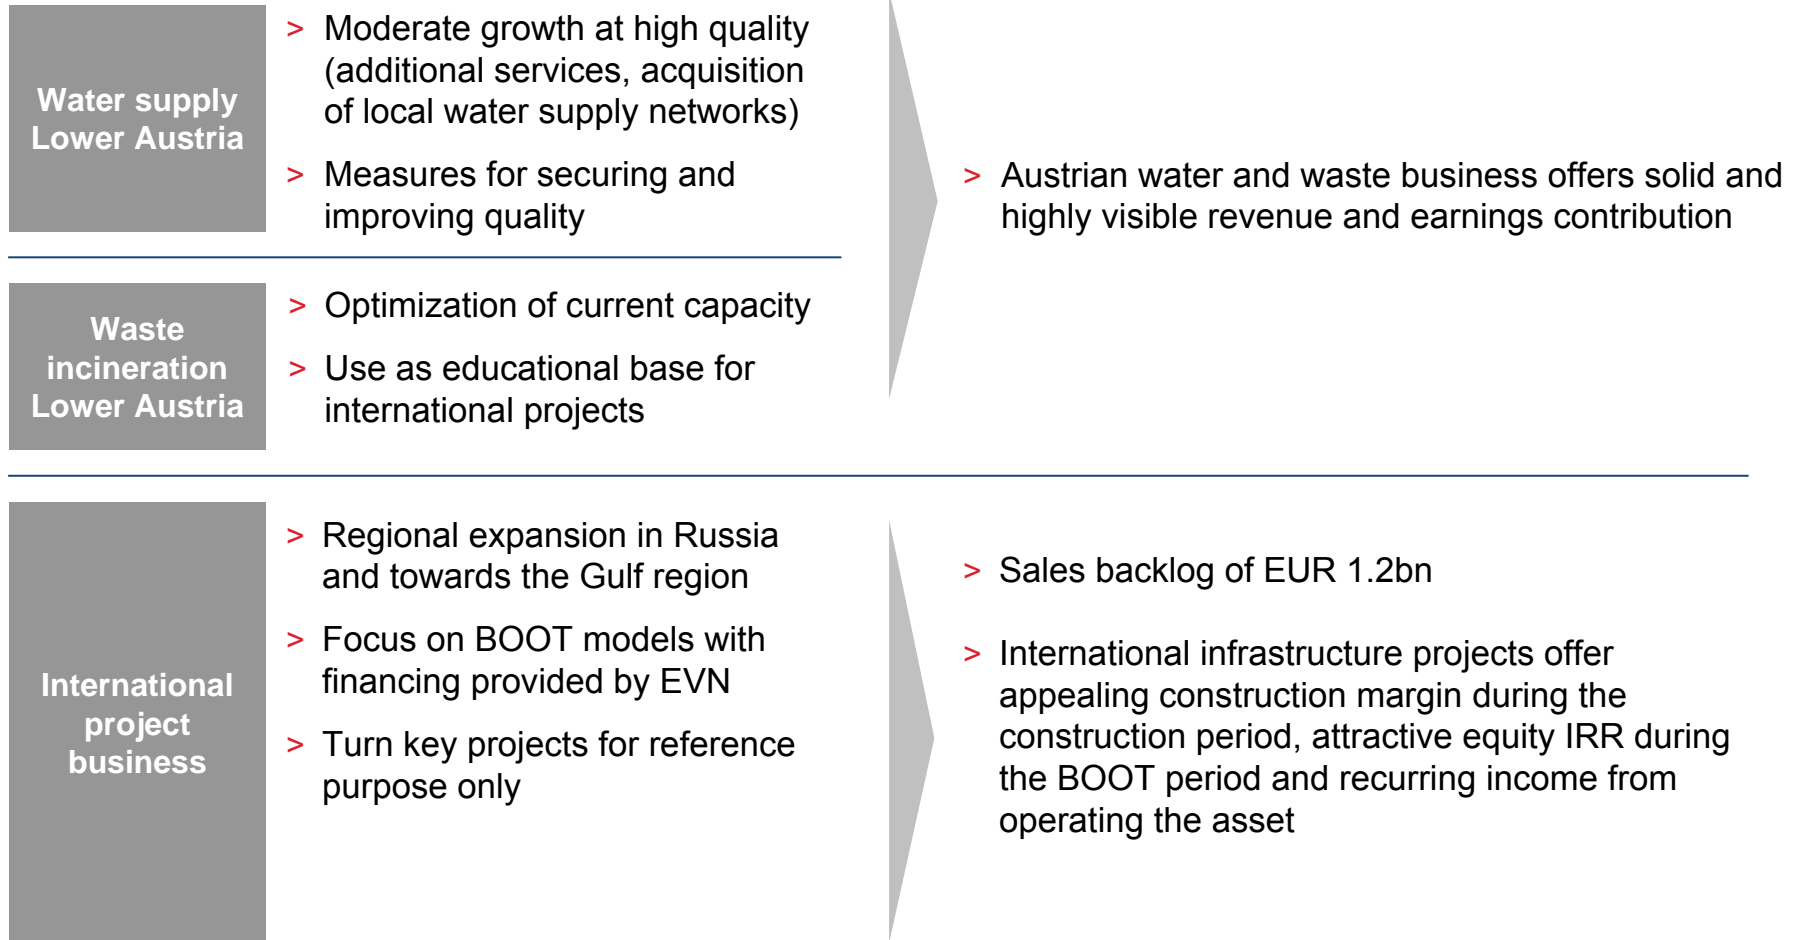 Water supply
Lower Austria
> Moderate growth at high quality
(additional services, acquisition
of local water supply networks)
> Measures for securing and
improving quality
> Austrian water and waste business offers solid and
highly visible revenue and earnings contribution
Waste
incineration
Lower Austria
> Optimization of current capacity
> Use as educational base for
international projects
International
project
business
> Regional expansion in Russia
and towards the Gulf region
> Focus on BOOT models with
financing provided by EVN
> Turn key projects for reference
purpose only
> Sales backlog of EUR 1.2bn
> International infrastructure projects offer
appealing construction margin during the
construction period, attractive equity IRR during
the BOOT period and recurring income from
operating the asset